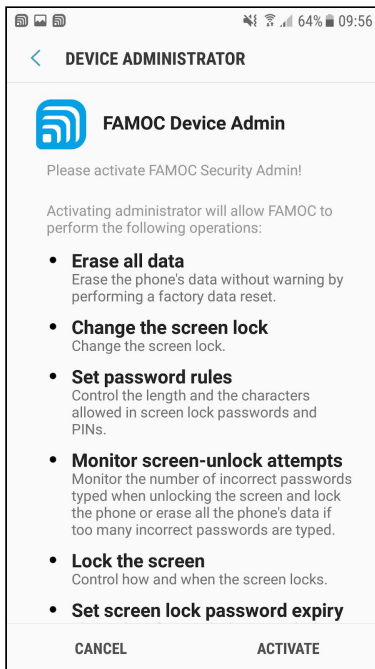 64% 09:56
DEVICE ADMINISTRATOR
FAMOC Device Admin
Please activate FAMOC Security Admin!
Activating administrator will allow FAMOC to
perform the following operations:
• Erase all data
Erase the phone's data without warning by
performing a factory data reset.
• Change the screen lock
Change the screen lock.
• Set password rules
Control the length and the characters
allowed in screen lock passwords and
PINs.
• Monitor screen-unlock attempts
Monitor the number of incorrect passwords
typed when unlocking the screen and lock
the phone or erase all the phone's data if
too many incorrect passwords are typed.
• Lock the screen
Control how and when the screen locks.
• Set screen lock password expiry
CANCEL ACTIVATE